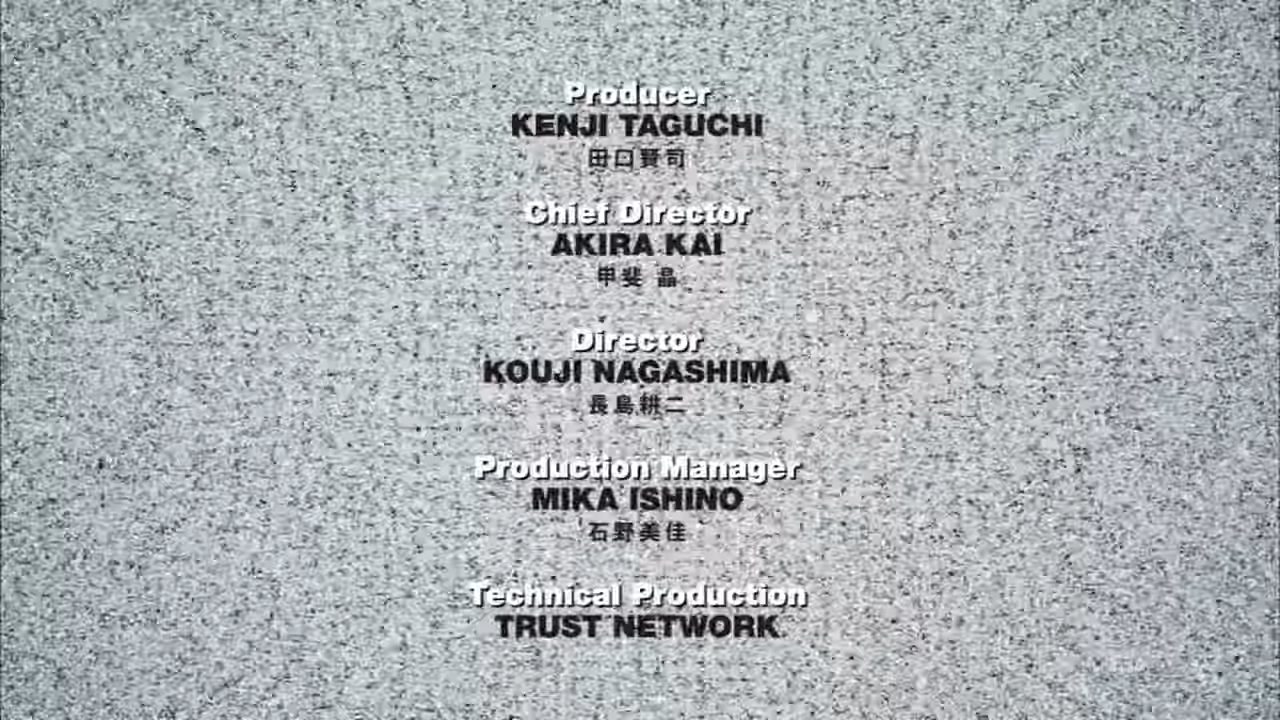 Producer
KENJI TAGUCHI
田口賢司
Chief Director
AKIRA KAI
甲斐 晶
Director
KOUJI NAGASHIMA
長島耕二
Production Manager
MIKA ISHINO
石野美佳
Technical Production
TRUST NETWORK